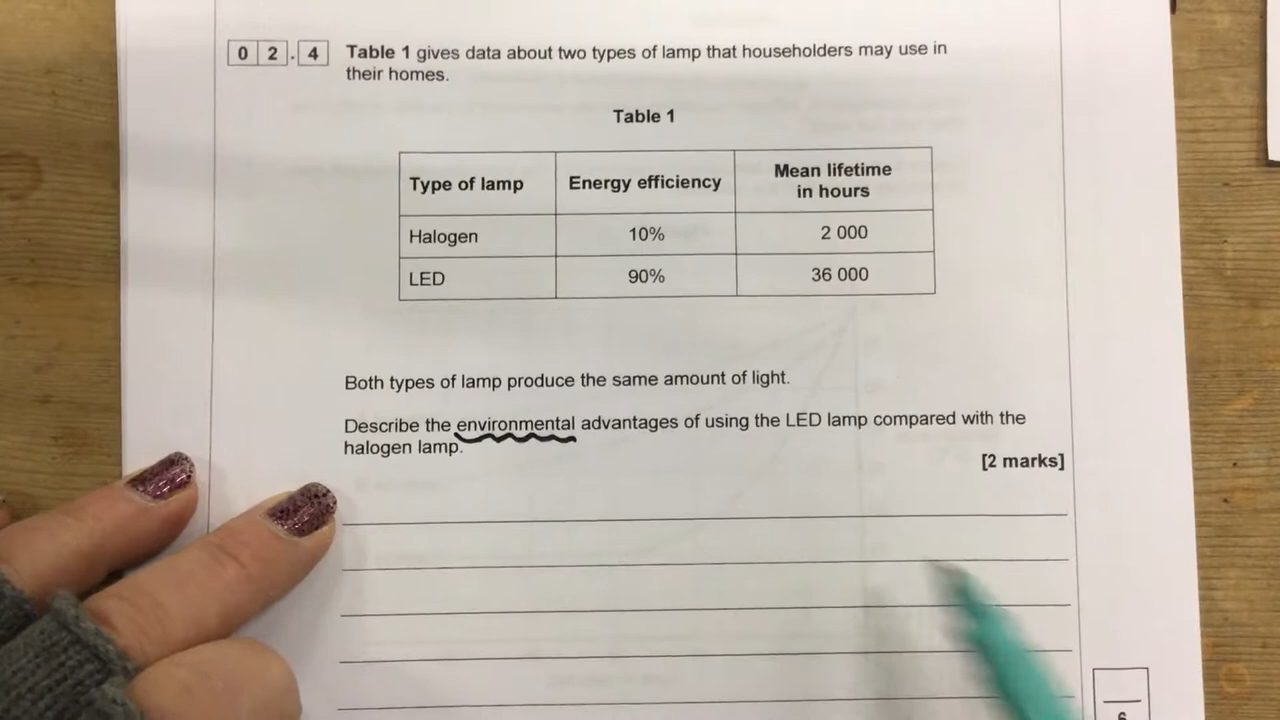 0 2 . 4 Table 1 gives data about two types of lamp that householders may use in
their homes.
Table 1
Type of lamp Energy efficiency Mean lifetime in hours
Halogen 10% 2 000
LED 90% 36 000
Both types of lamp produce the same amount of light.
Describe the environmental advantages of using the LED lamp compared with the
halogen lamp.
[2 marks]